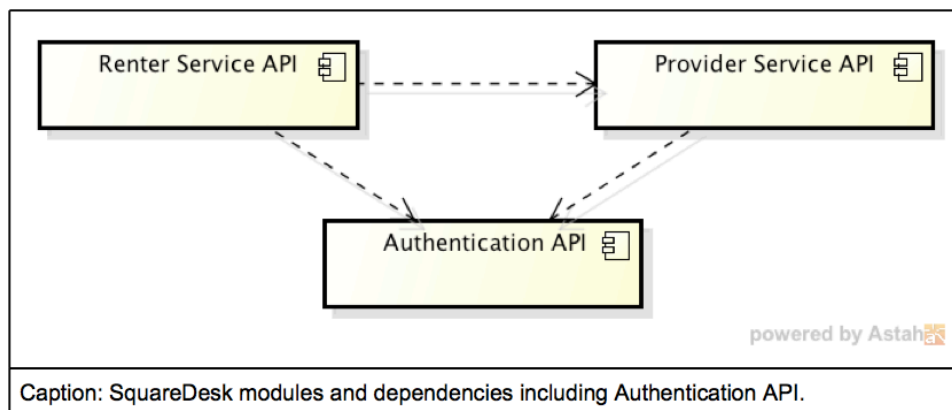 Renter Service API
Provider Service API
Authentication API
powered by Astah
Caption: SquareDesk modules and dependencies including Authentication API.